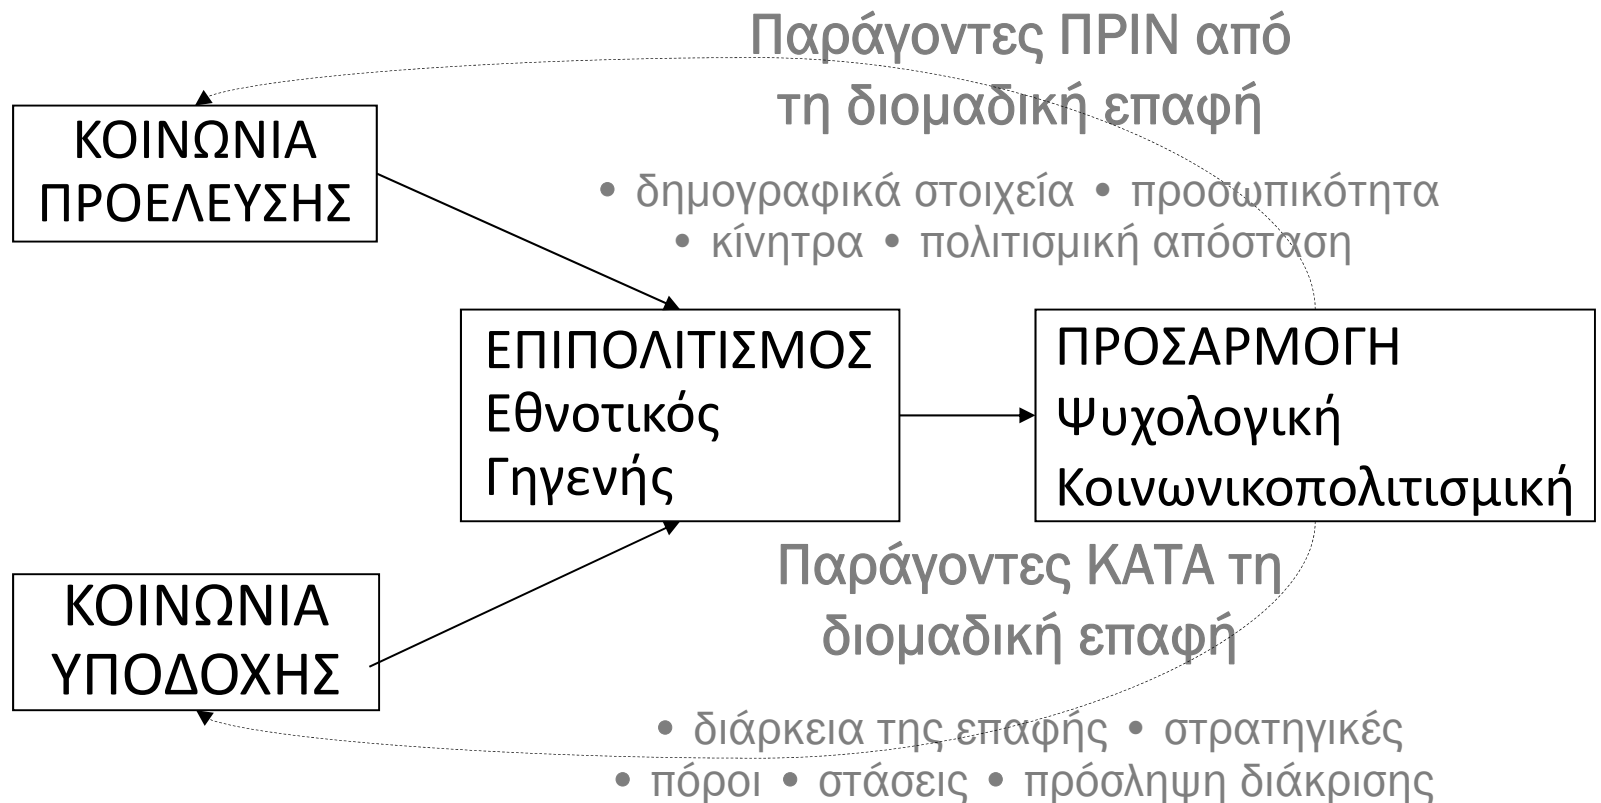 Παράγοντες ΠΡΙΝ από
τη διομαδική επαφή
ΚΟΙΝΩΝΙΑ
ΠΡΟΕΛΕΥΣΗΣ
• δημογραφικά στοιχεία • προσωπικότητα
• κίνητρα • πολιτισμική απόσταση
ΕΠΙΠΟΛΙΤΙΣΜΟΣ
Εθνοτικός
Γηγενής
ΠΡΟΣΑΡΜΟΓΗ
Ψυχολογική
Κοινωνικοπολιτισμική
Παράγοντες ΚΑΤΑ τη
διομαδική επαφή
ΚΟΙΝΩΝΙΑ
ΥΠΟΔΟΧΗΣ
• διάρκεια της επαφής • στρατηγικές
• πόροι • στάσεις • πρόσληψη διάκρισης